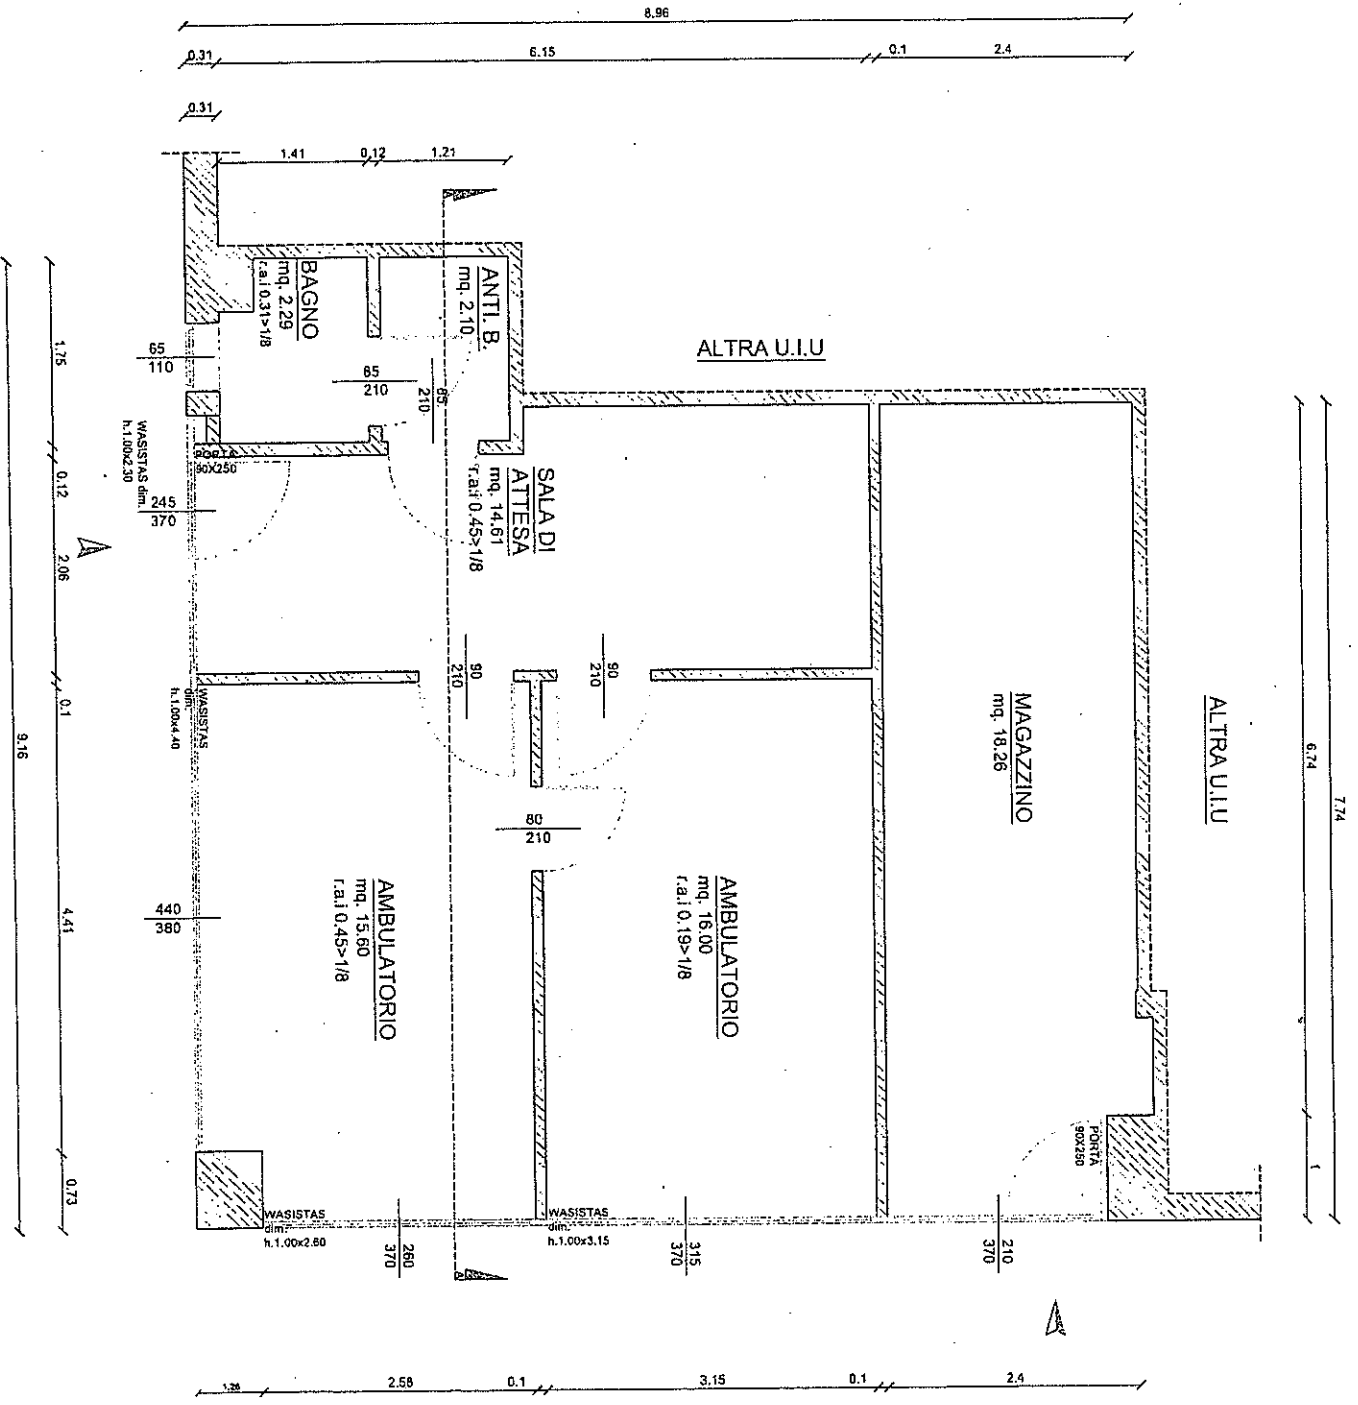 8.96
0.31
6.15
0.1
2.4
0.31
1.41
0.12
1.21
BAGNO
mq. 2.29
r.a.i 0.31>1/8
ANTI. B.
mq. 2.10
65
110
65
210
85
210
WASISTAS dim.
h.1.00x2.30
PORTA
90X250
245
370
SALA DI
ATTESA
mq. 14.61
r.a.i 0.45>1/8
ALTRA U.I.U
ALTRA U.I.U
90
210
90
210
WASISTAS
dim.
h.1.00x4.40
MAGAZZINO
mq. 18.26
80
210
AMBULATORIO
mq. 15.60
r.a.i 0.45>1/8
AMBULATORIO
mq. 16.00
r.a.i 0.19>1/8
440
380
PORTA
90X250
WASISTAS
dim.
h.1.00x2.60
260
370
WASISTAS
dim.
h.1.00x3.15
315
370
210
370
1.75
0.12
2.06
0.1
4.41
0.73
9.16
6.74
1
7.74
1.26
2.58
0.1
3.15
0.1
2.4